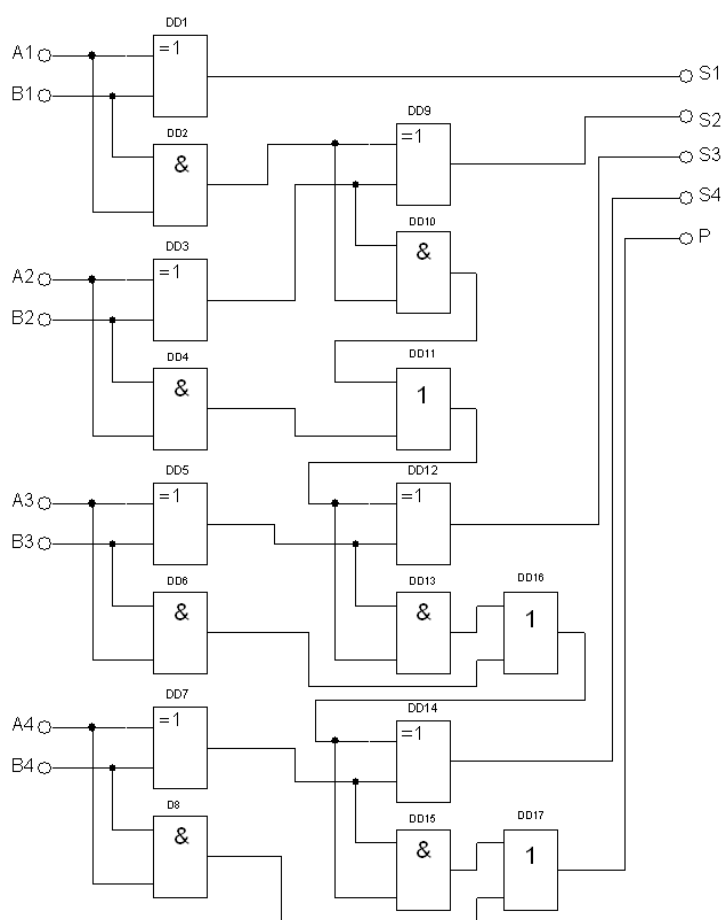 DD1
A1
=1
S1
B1
DD9
S2
DD2
=1
&
S3
S4
DD10
P
DD3
&
A2
=1
B2
DD4
DD11
&
1
DD5
DD12
A3
=1
=1
B3
DD6
DD13
DD16
&
&
1
DD7
DD14
A4
=1
=1
B4
D8
DD15
DD17
&
&
1